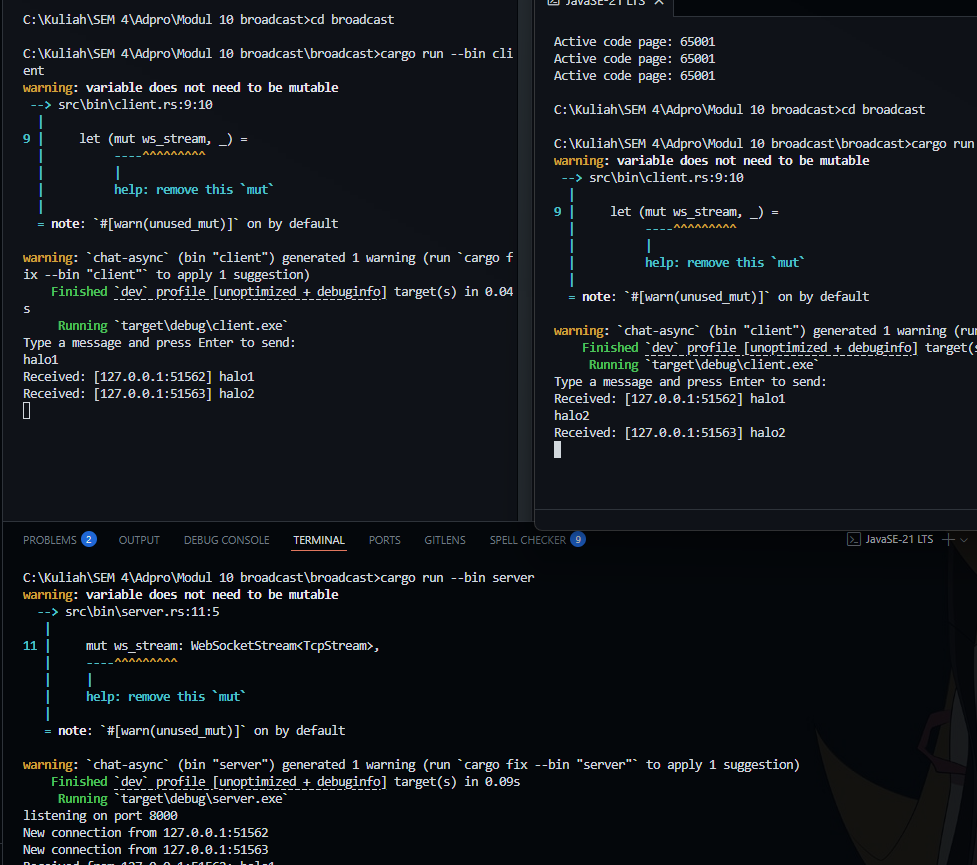 C:\Kuliah\SEM 4\Adpro\Modul 10 broadcast>cd broadcast
C:\Kuliah\SEM 4\Adpro\Modul 10 broadcast\broadcast>cargo run --bin cli
ent
warning: variable does not need to be mutable
--> src\bin\client.rs:9:10
|
9 | let (mut ws_stream, _) =
| ----^^^^^^^^^
| |
| help: remove this `mut`
|
= note: `#[warn(unused_mut)]` on by default
warning: `chat-async` (bin "client") generated 1 warning (run `cargo f
ix --bin "client"` to apply 1 suggestion)
Finished `dev` profile [unoptimized + debuginfo] target(s) in 0.04
s
Running `target\debug\client.exe`
Type a message and press Enter to send:
halo1
Received: [127.0.0.1:51562] halo1
Received: [127.0.0.1:51563] halo2
JavaSE-21 LTS
Active code page: 65001
Active code page: 65001
Active code page: 65001
C:\Kuliah\SEM 4\Adpro\Modul 10 broadcast>cd broadcast
C:\Kuliah\SEM 4\Adpro\Modul 10 broadcast\broadcast>cargo run
warning: variable does not need to be mutable
--> src\bin\client.rs:9:10
|
9 | let (mut ws_stream, _) =
| ----^^^^^^^^^
| |
| help: remove this `mut`
|
= note: `#[warn(unused_mut)]` on by default
warning: `chat-async` (bin "client") generated 1 warning (ru
Finished `dev` profile [unoptimized + debuginfo] target(
Running `target\debug\client.exe`
Type a message and press Enter to send:
Received: [127.0.0.1:51562] halo1
halo2
Received: [127.0.0.1:51563] halo2
PROBLEMS 2 OUTPUT DEBUG CONSOLE TERMINAL PORTS GITLENS SPELL CHECKER 9 JavaSE-21 LTS
C:\Kuliah\SEM 4\Adpro\Modul 10 broadcast\broadcast>cargo run --bin server
warning: variable does not need to be mutable
--> src\bin\server.rs:11:5
|
11 | mut ws_stream: WebSocketStream<TcpStream>,
| ----^^^^^^^^^
| |
| help: remove this `mut`
|
= note: `#[warn(unused_mut)]` on by default
warning: `chat-async` (bin "server") generated 1 warning (run `cargo fix --bin "server"` to apply 1 suggestion)
Finished `dev` profile [unoptimized + debuginfo] target(s) in 0.09s
Running `target\debug\server.exe`
listening on port 8000
New connection from 127.0.0.1:51562
New connection from 127.0.0.1:51563
Received from 127.0.0.1:51562: halo1